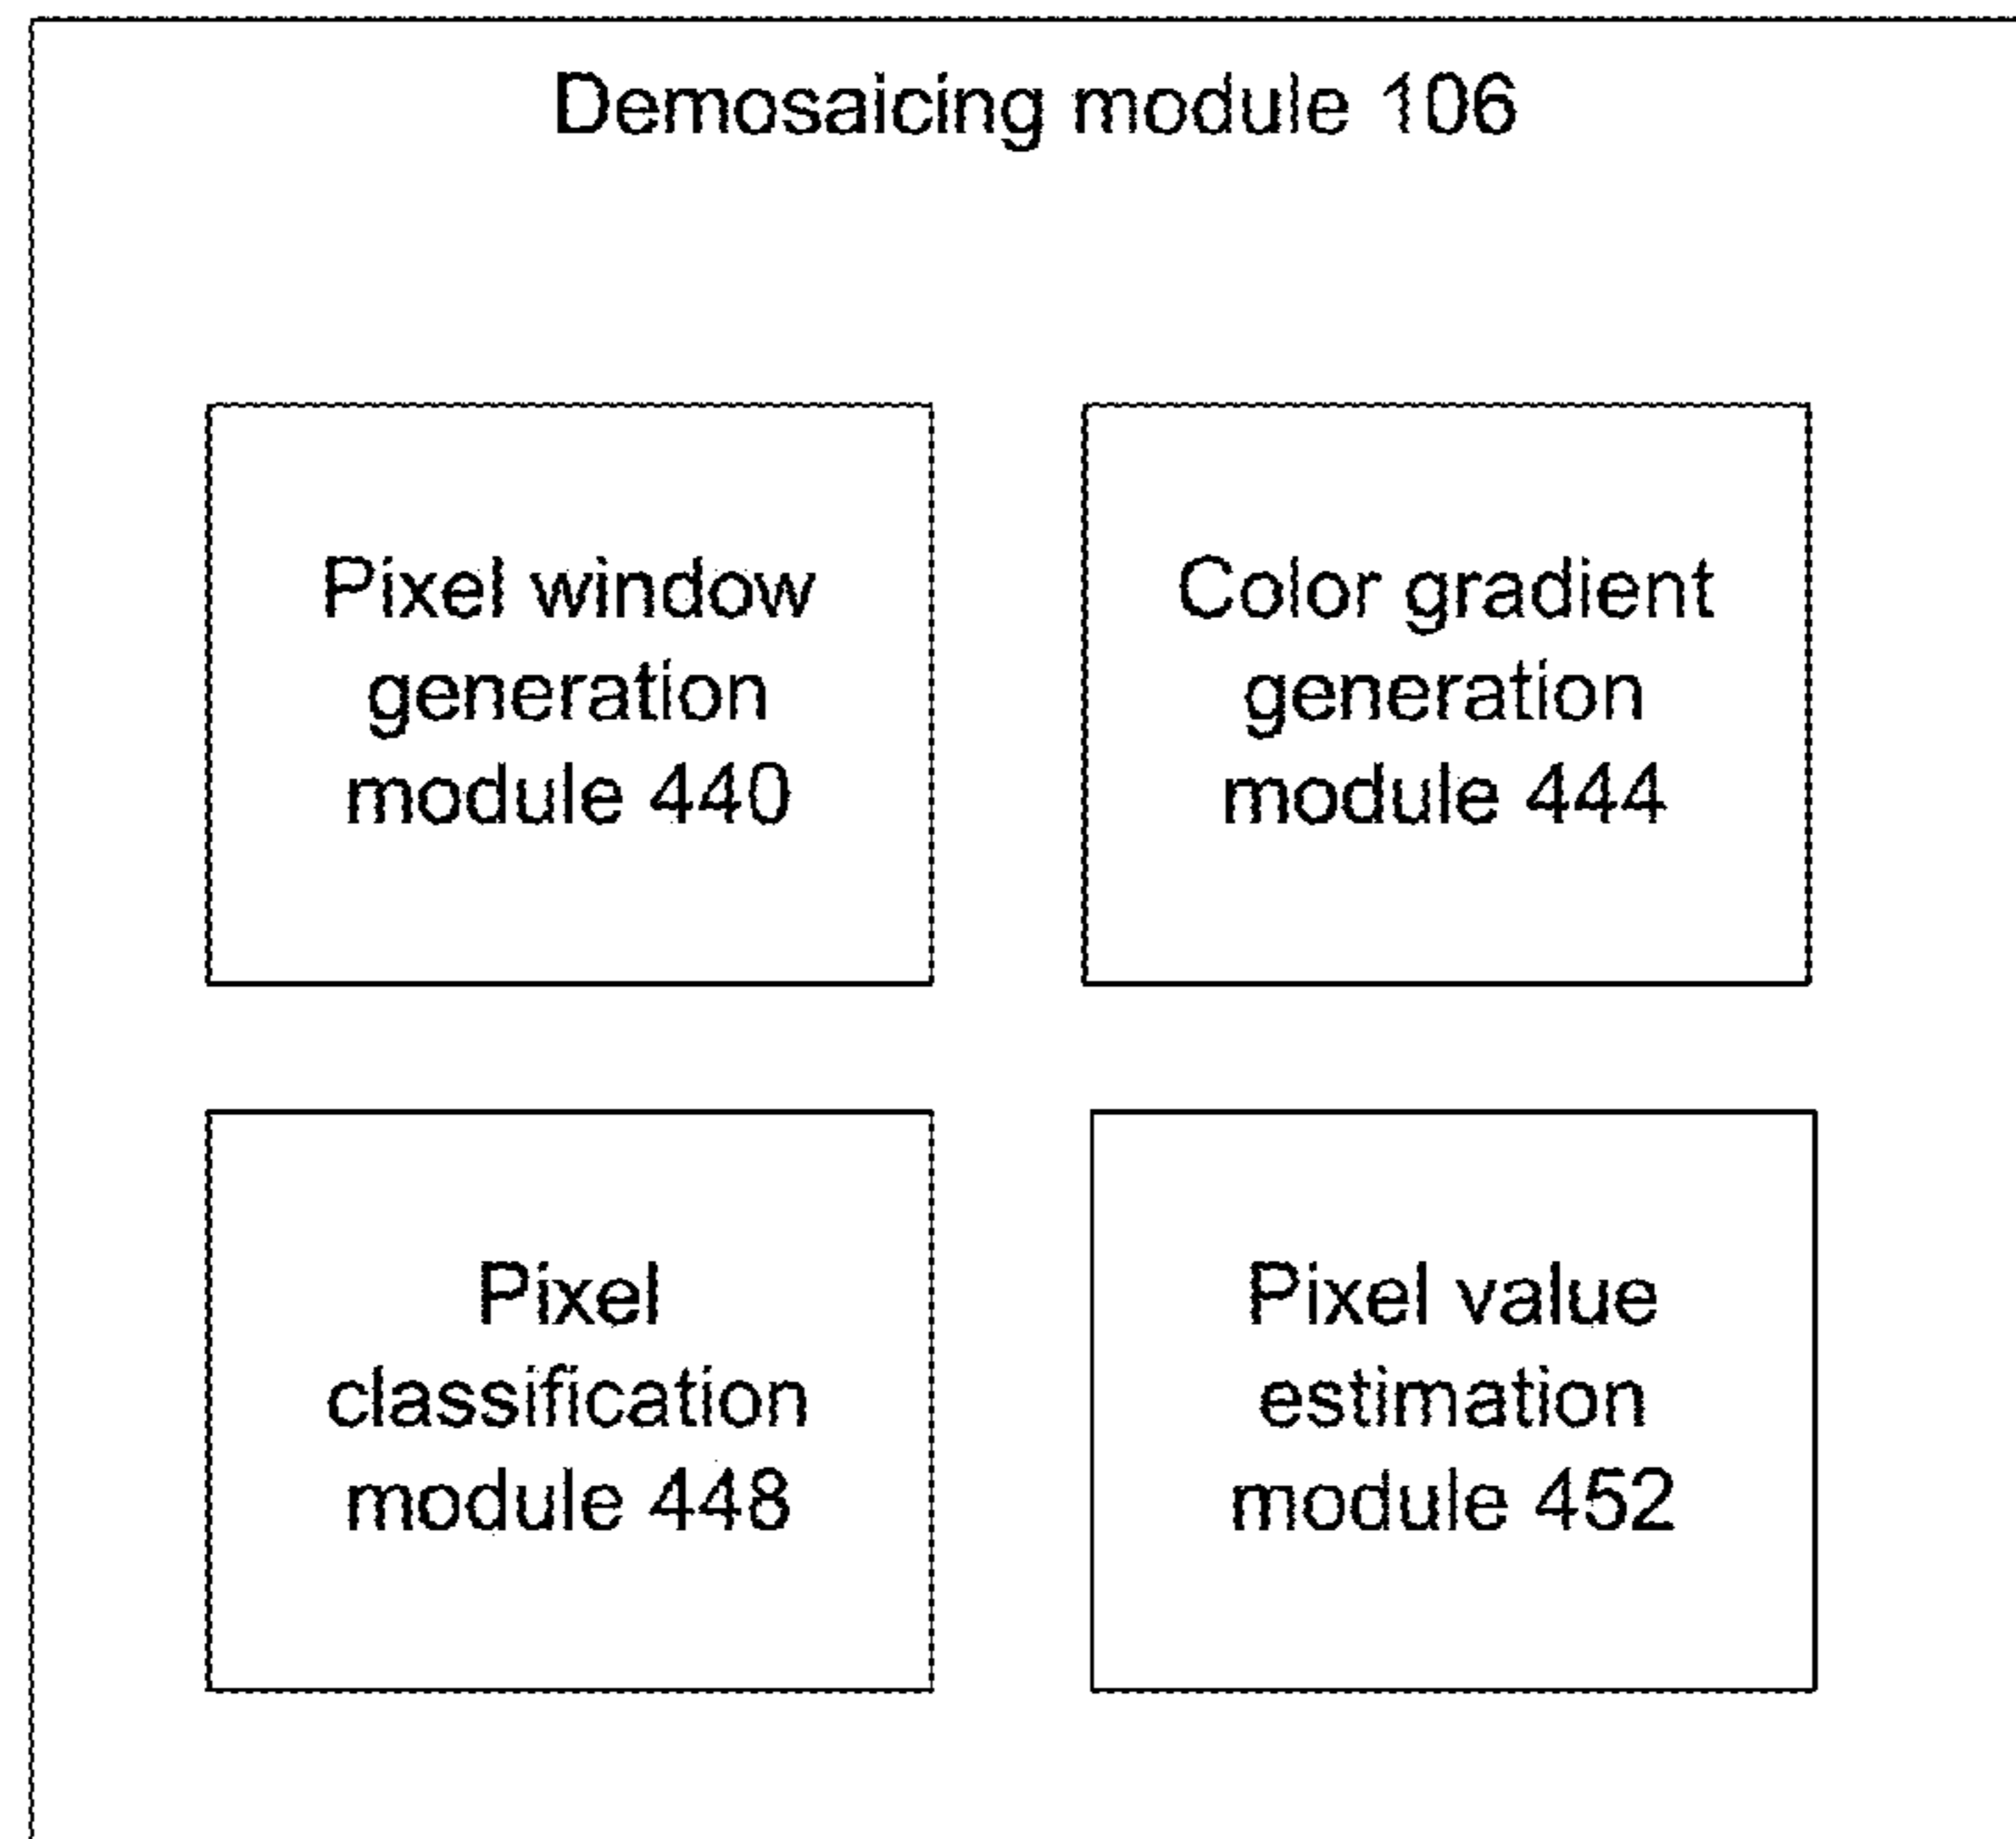 Demosaicing module 106
Pixel window
generation
module 440
Color gradient
generation
module 444
Pixel
classification
module 448
Pixel value
estimation
module 452